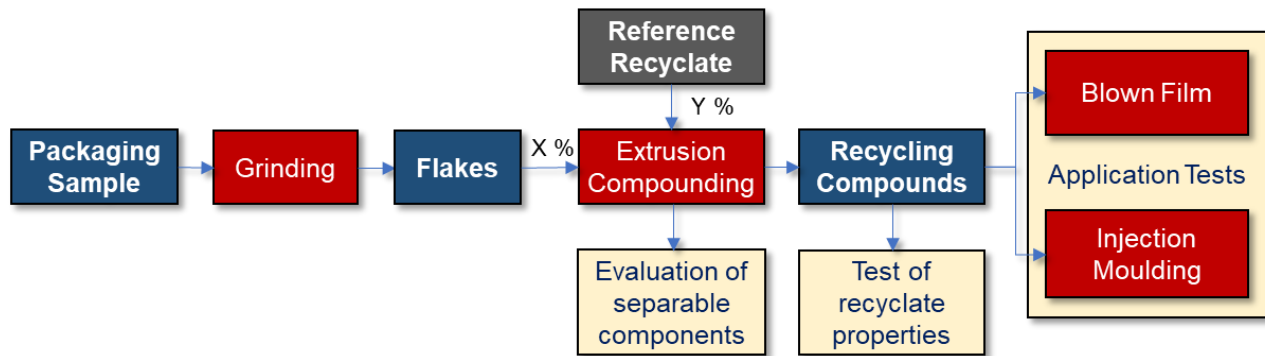 Reference
Recyclate
Y %
Blown Film
Packaging
Sample
Grinding
Flakes
X %
Extrusion
Compounding
Recycling
Compounds
Application Tests
Evaluation of
separable
components
Test of
recyclate
properties
Injection
Moulding